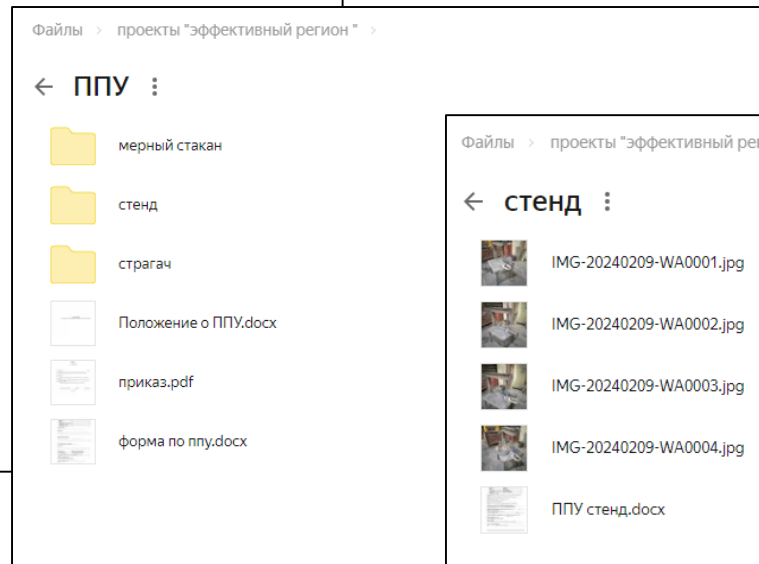 Файлы > проекты "эффективный регион " >
← ППУ ⋮
мерный стакан
стенд
страгач
Положение о ППУ.docx
приказ.pdf
форма по ппу.docx
Файлы > проекты "эффективный рег
← стенд ⋮
IMG-20240209-WA0001.jpg
IMG-20240209-WA0002.jpg
IMG-20240209-WA0003.jpg
IMG-20240209-WA0004.jpg
ППУ стенд.docx